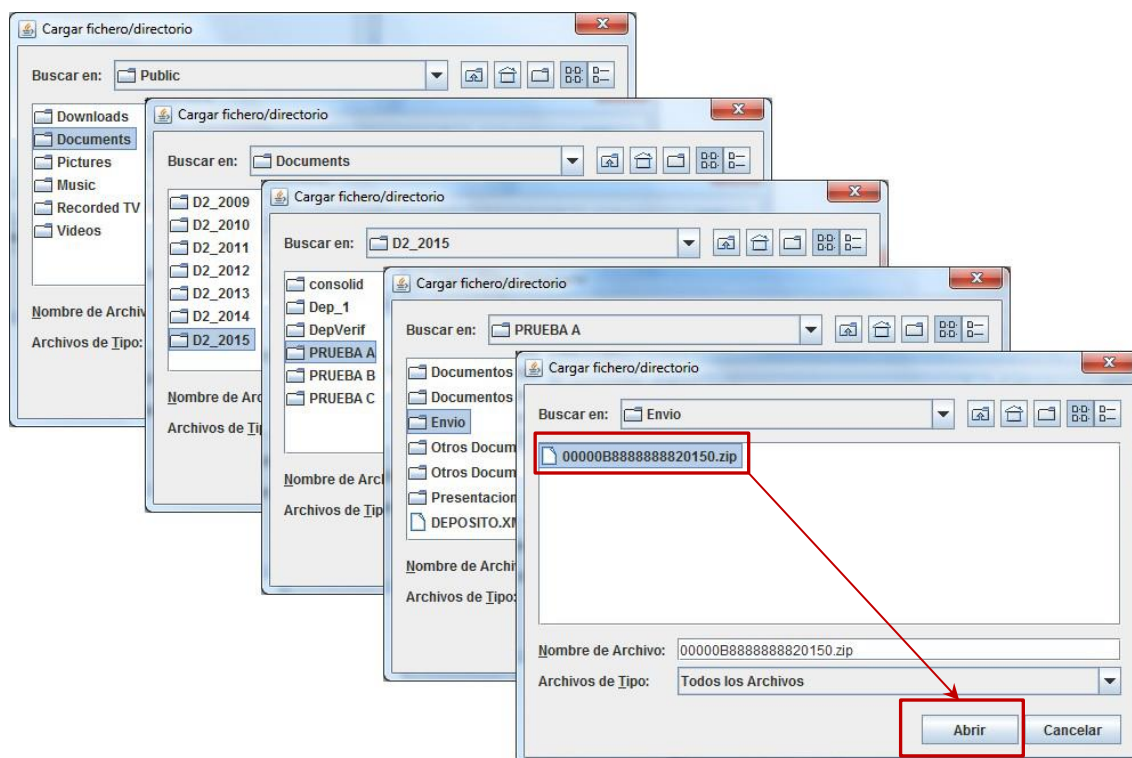 Cargar fichero/directorio
Buscar en: Public
Downloads
Documents
Pictures
Music
Recorded TV
Videos
Nombre de Archiv
Archivos de Tipo:
Cargar fichero/directorio
Buscar en: Documents
D2_2009
D2_2010
D2_2011
D2_2012
D2_2013
D2_2014
D2_2015
Nombre de Arc
Archivos de Ti
Cargar fichero/directorio
Buscar en: D2_2015
consolid
Dep_1
DepVerif
PRUEBA A
PRUEBA B
PRUEBA C
Nombre de Arcl
Archivos de Tip
Cargar fichero/directorio
Buscar en: PRUEBA A
Documentos
Documentos
Envio
Otros Docum
Otros Docum
Presentacion
DEPOSITO.XM
Nombre de Archi
Archivos de Tipo:
Cargar fichero/directorio
Buscar en: Envio
00000B8888888820150.zip
Nombre de Archivo: 00000B8888888820150.zip
Archivos de Tipo: Todos los Archivos
Abrir Cancelar